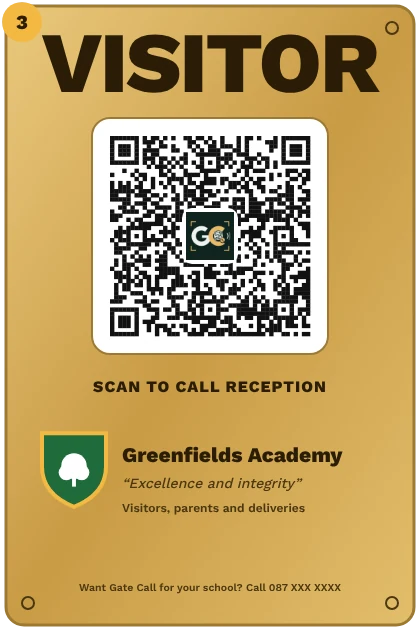 3
VISITOR
GC
SCAN TO CALL RECEPTION
Greenfields Academy
“Excellence and integrity”
Visitors, parents and deliveries
Want Gate Call for your school? Call 087 XXX XXXX